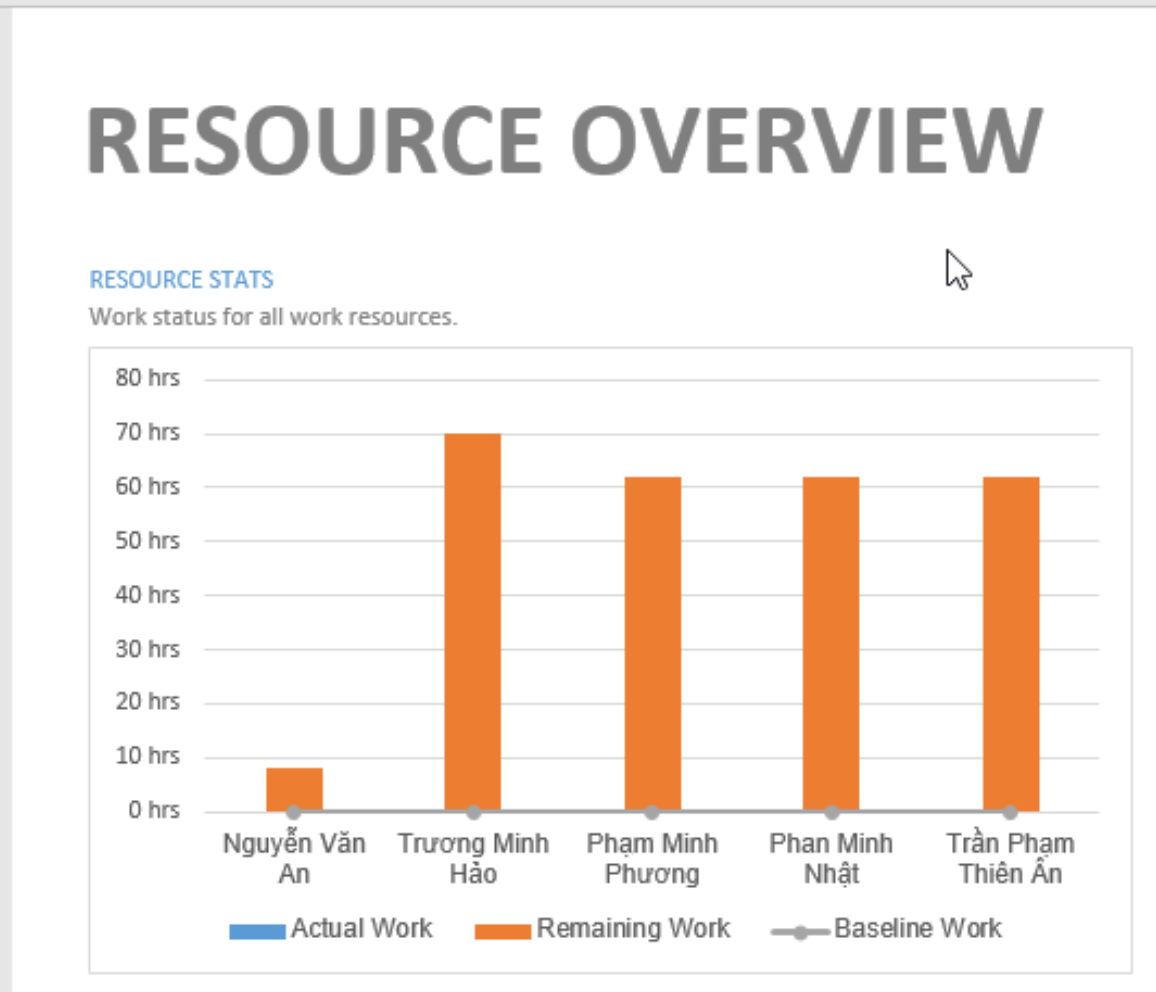 RESOURCE OVERVIEW
RESOURCE STATS
Work status for all work resources.
80 hrs
70 hrs
60 hrs
50 hrs
40 hrs
30 hrs
20 hrs
10 hrs
0 hrs
Nguyễn Văn An
Trương Minh Hảo
Phạm Minh Phương
Phan Minh Nhật
Trần Phạm Thiên Ấn
Actual Work
Remaining Work
Baseline Work